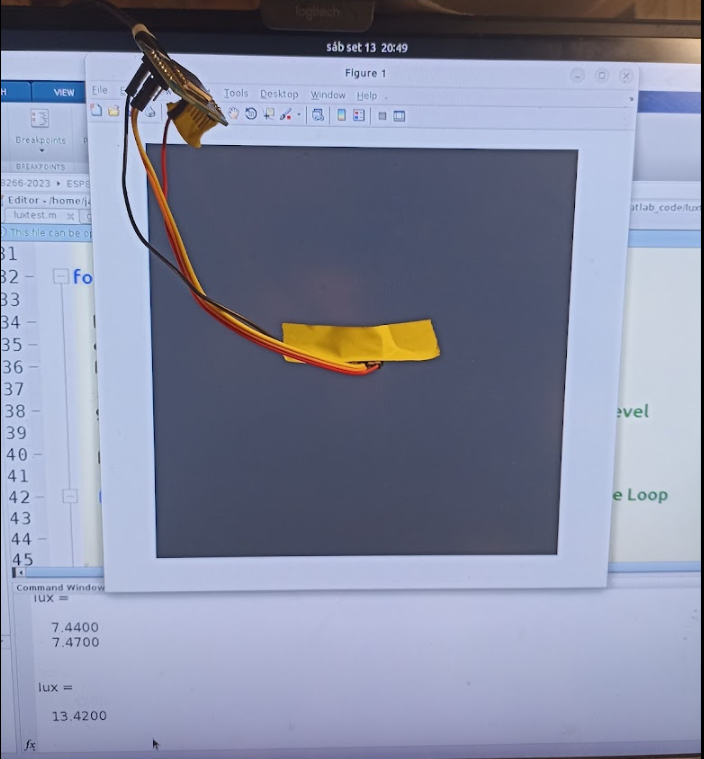 logitech
sáb set 13 20:49
Figure 1
File
Tools Desktop Window Help
VIEW
Breakpoints
BREAKPOINTS
8266-2023 ▸ ESP8
Editor - /home/j
atlab_code/lux
luxtest.m
This file can be op
31
32 fo
33
34
35
36
37
38 evel
39
40
41
42 e Loop
43
44
45
Command Window
lux =
7.4400
7.4700
lux =
13.4200
fx